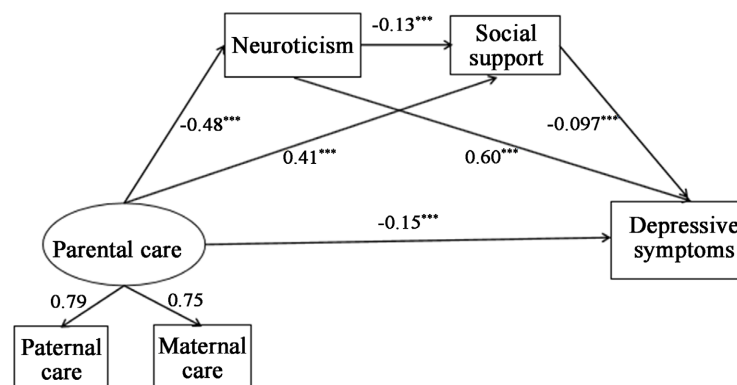 -0.13***
Neuroticism
Social
support
-0.48***
0.41***
0.60***
-0.097***
Parental care
-0.15***
Depressive
symptoms
0.79
0.75
Paternal
care
Maternal
care